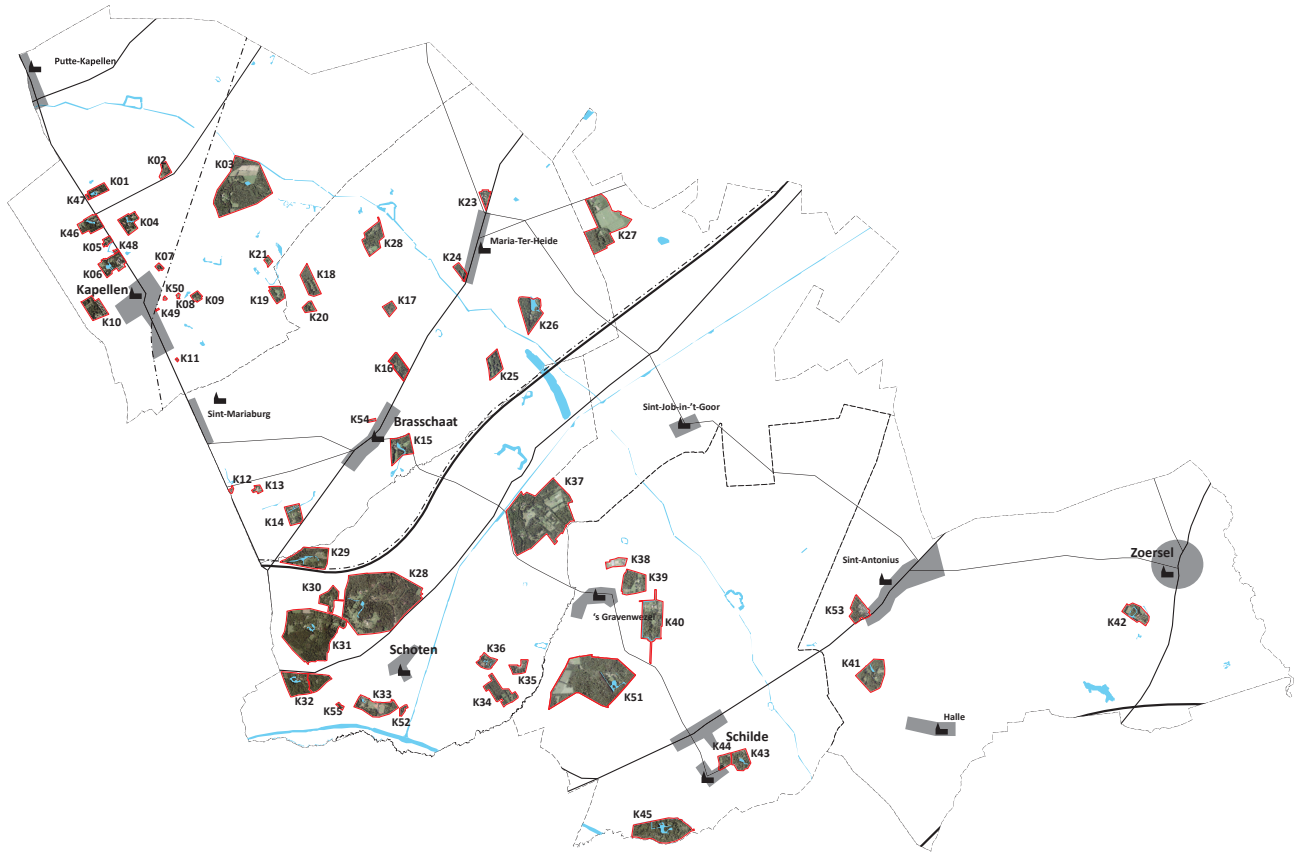 Putte-Kapellen
K02
K03
K01
K47
K23
K04
K46
K27
K05
K48
K28
Maria-Ter-Heide
K07
K21
K24
K06
K18
Kapellen
K50
K19
K17
K08
K09
K10
K49
K20
K26
K11
K16
K25
Sint-Mariaburg
Sint-Job-in-'t-Goor
K54
Brasschaat
K15
K37
K12
K13
K14
K29
Zoersel
K38
Sint-Antonius
K28
K39
K30
K53
K42
's Gravenwezel
K40
K31
Schoten
K36
K41
K35
K32
K34
K33
K51
K55
K52
Halle
Schilde
K44
K43
K45